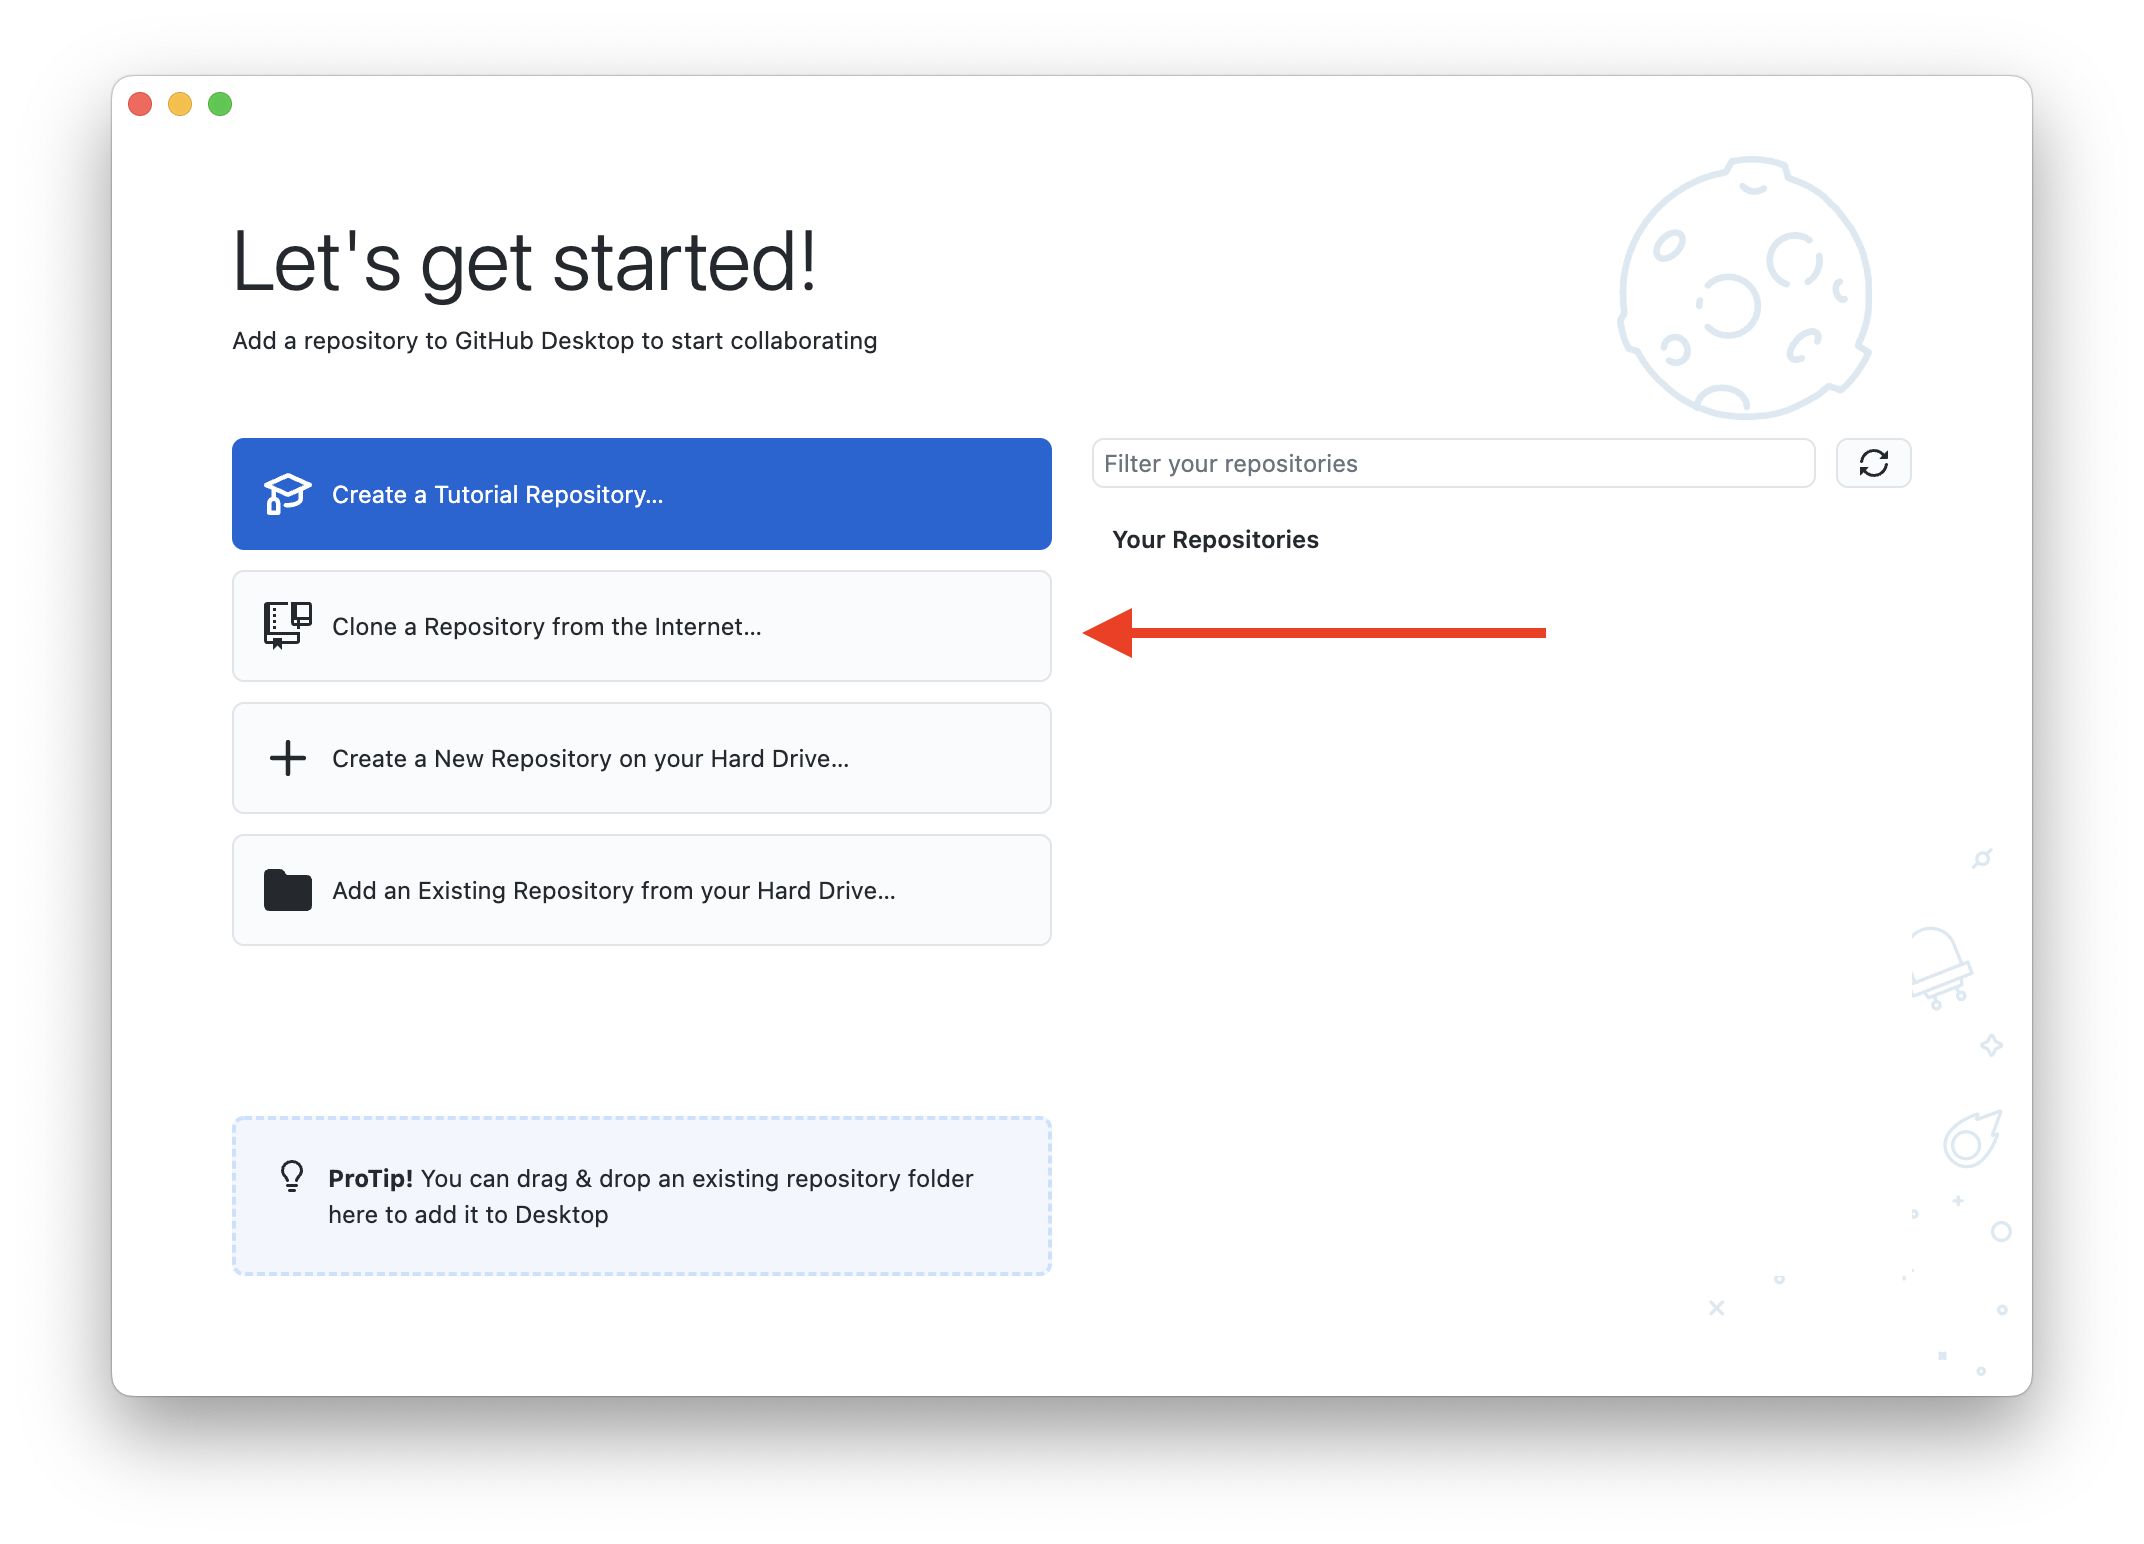 Let's get started!
Add a repository to GitHub Desktop to start collaborating
Create a Tutorial Repository...
Clone a Repository from the Internet...
Create a New Repository on your Hard Drive...
Add an Existing Repository from your Hard Drive...
ProTip! You can drag & drop an existing repository folder
here to add it to Desktop
Filter your repositories
Your Repositories